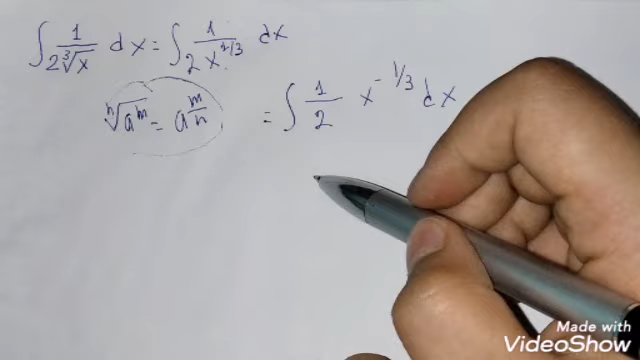 ∫ 1/(2∛x) dx = ∫ 1/(2x^(1/3)) dx
ⁿ√(a^m) = a^(m/n) = ∫ 1/2 x^(-1/3) dx
Made with
VideoShow